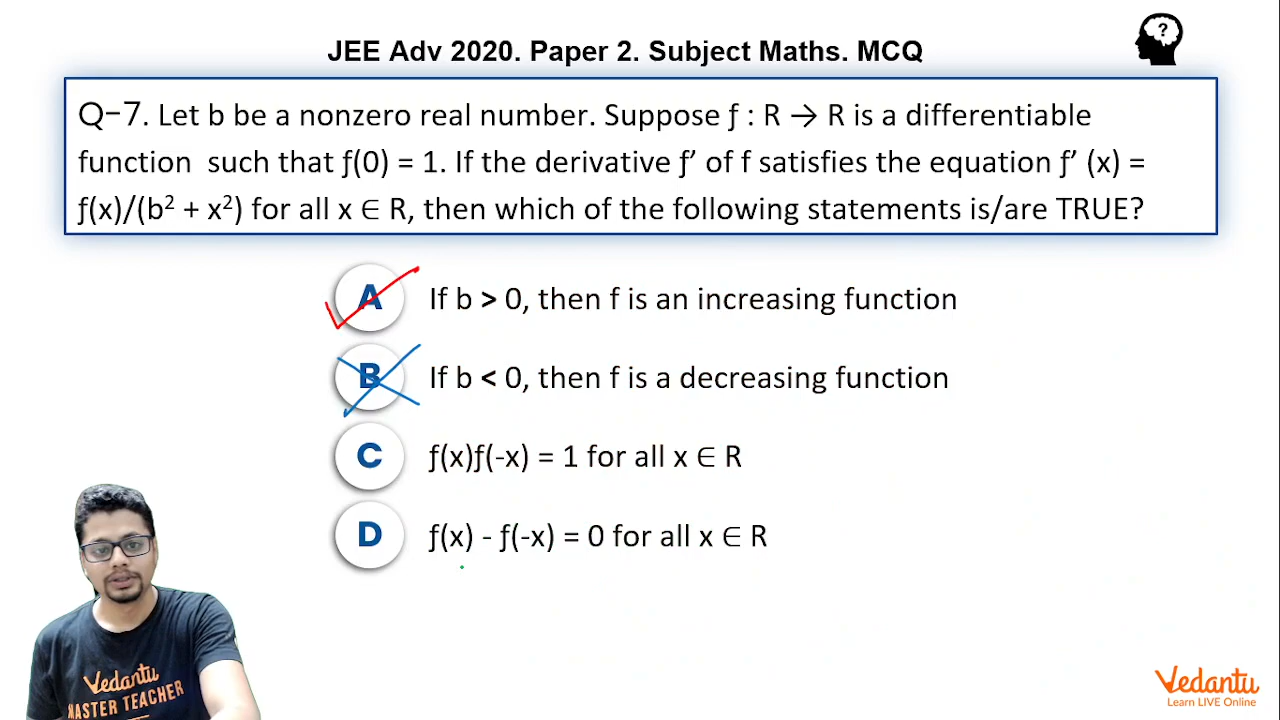 ?
JEE Adv 2020. Paper 2. Subject Maths. MCQ
Q-7. Let b be a nonzero real number. Suppose ƒ : R → R is a differentiable
function such that ƒ(0) = 1. If the derivative ƒ’ of f satisfies the equation ƒ’ (x) =
ƒ(x)/(b² + x²) for all x ∈ R, then which of the following statements is/are TRUE?
A If b > 0, then f is an increasing function
B If b < 0, then f is a decreasing function
C ƒ(x)ƒ(-x) = 1 for all x ∈ R
D ƒ(x) - ƒ(-x) = 0 for all x ∈ R
Vedantu
MASTER TEACHER
Vedantu
Learn LIVE Online